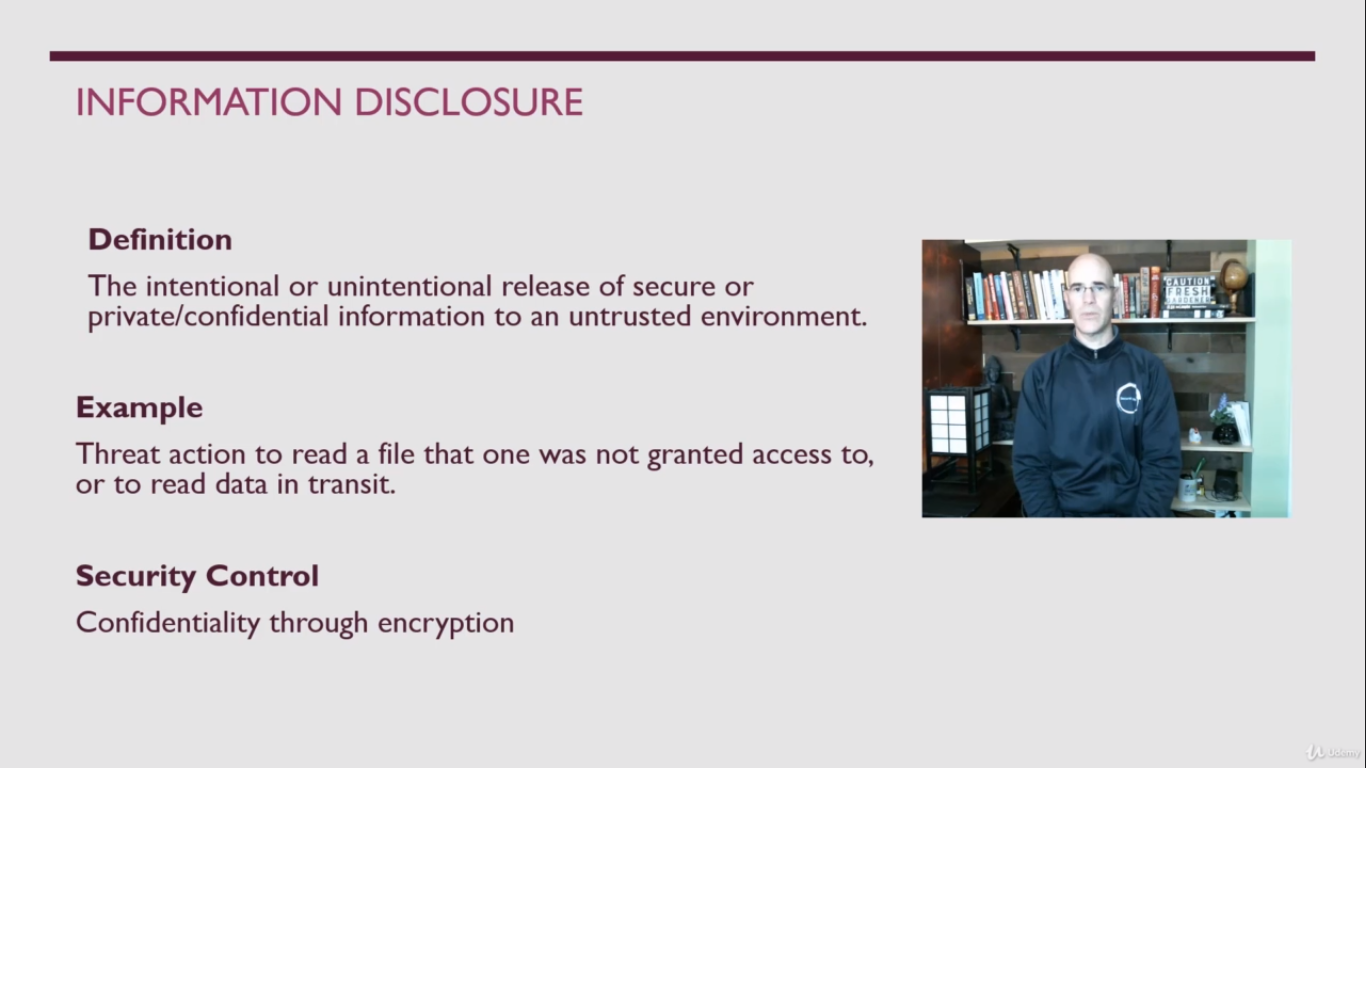 INFORMATION DISCLOSURE
Definition
The intentional or unintentional release of secure or
private/confidential information to an untrusted environment.
Example
Threat action to read a file that one was not granted access to,
or to read data in transit.
Security Control
Confidentiality through encryption
CAUTION
FRESH
GARDENER
Udemy